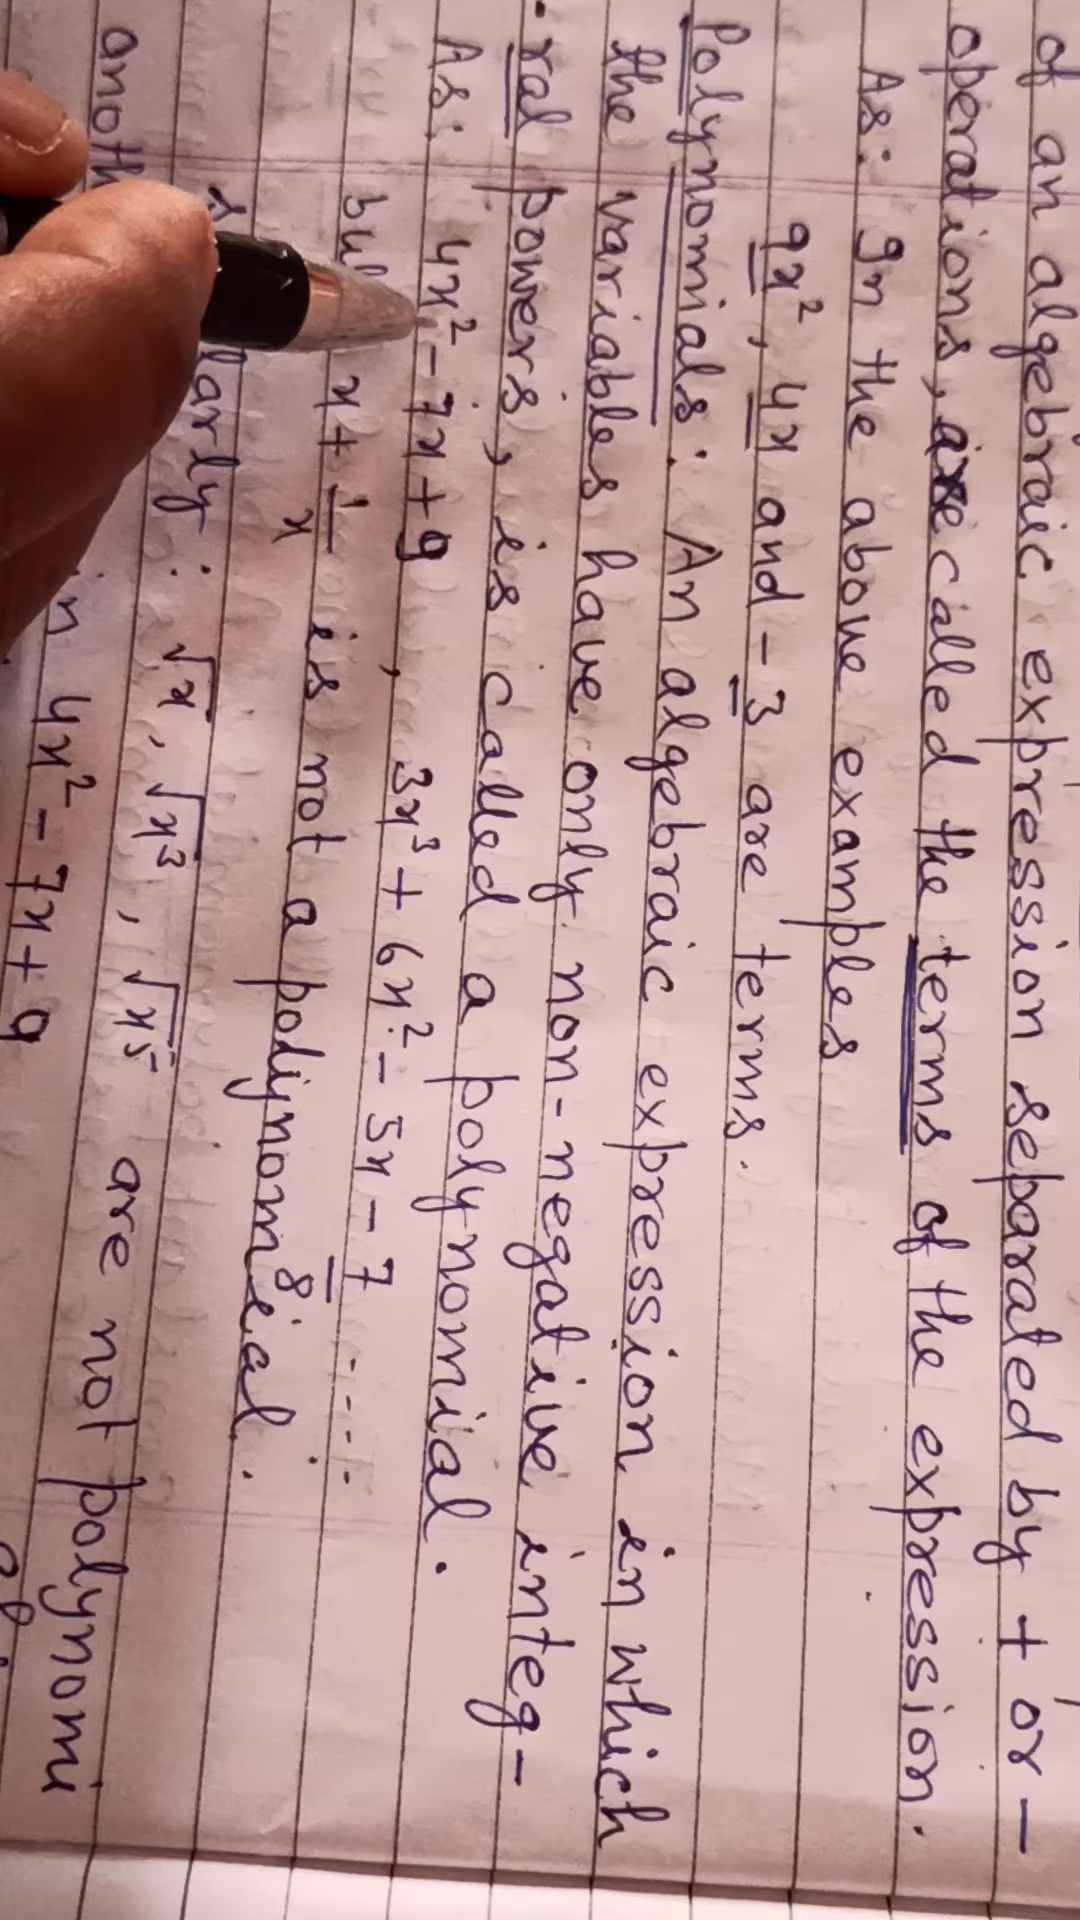 of an algebraic expression separated by + or -
operations, are called the terms of the expression.
As: In the above examples
9x², 4x and -3 are terms.
Polynomials: An algebraic expression in which
the variables have only non-negative integ-
-ral powers, is called a polynomial.
As: 4x² - 7x + 9, 3x³ + 6x² - 5x - 7 ....
x + 1/x is not a polynomial.
√x, √x³, √x⁵ are not polynomi
4x² - 7x + 9